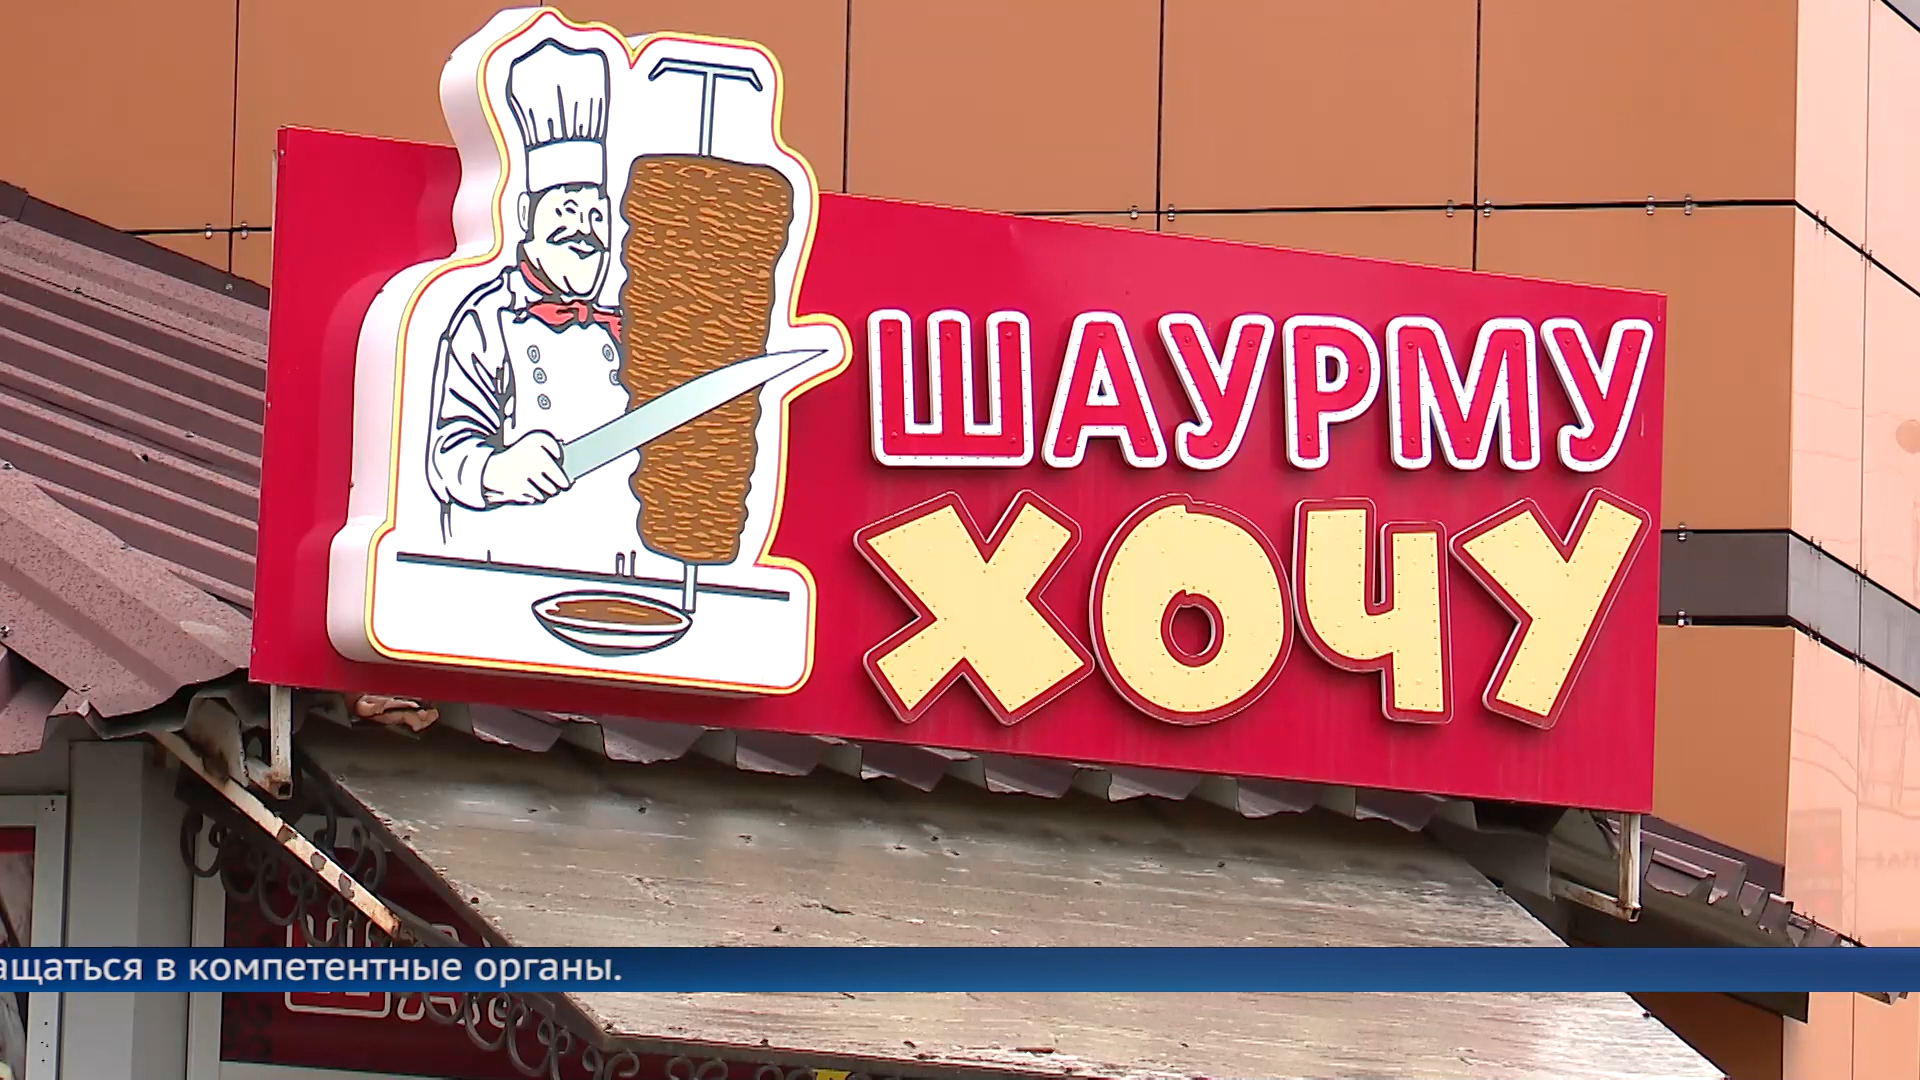 ШАУРМУ
ХОЧУ
ащаться в компетентные органы.